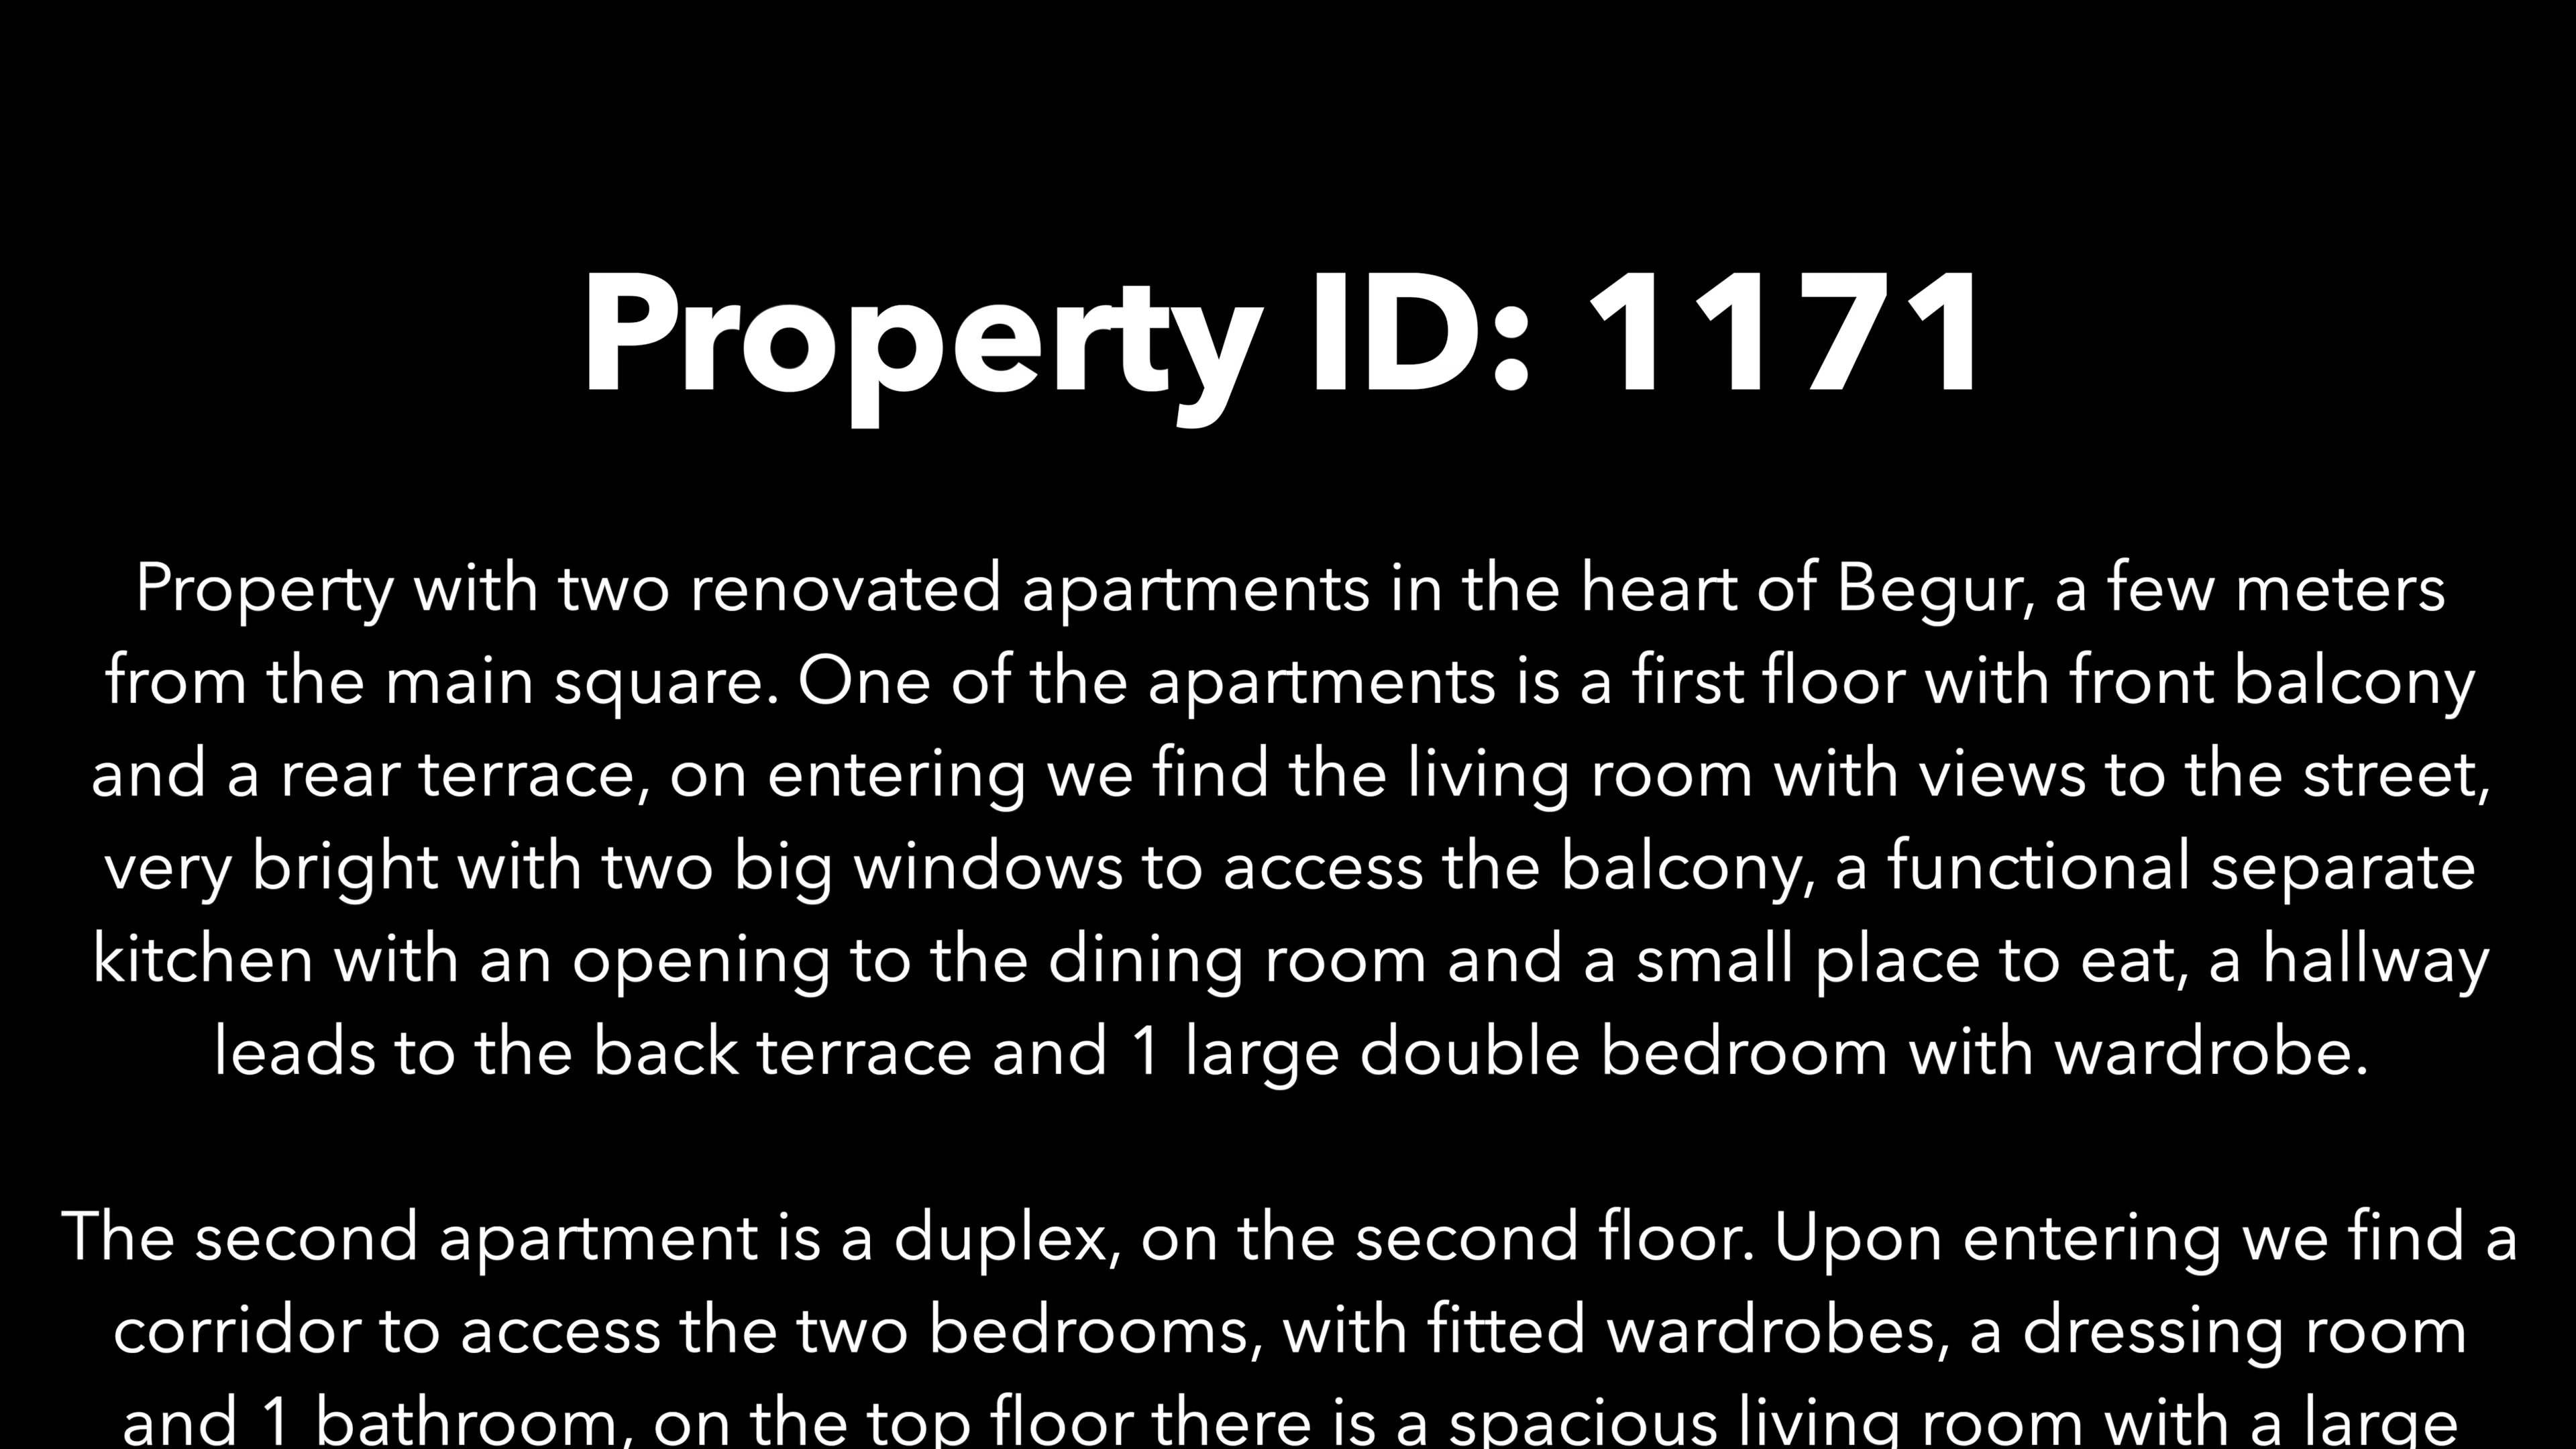 Property ID: 1171
Property with two renovated apartments in the heart of Begur, a few meters
from the main square. One of the apartments is a first floor with front balcony
and a rear terrace, on entering we find the living room with views to the street,
very bright with two big windows to access the balcony, a functional separate
kitchen with an opening to the dining room and a small place to eat, a hallway
leads to the back terrace and 1 large double bedroom with wardrobe.
The second apartment is a duplex, on the second floor. Upon entering we find a
corridor to access the two bedrooms, with fitted wardrobes, a dressing room
and 1 bathroom, on the top floor there is a spacious living room with a large